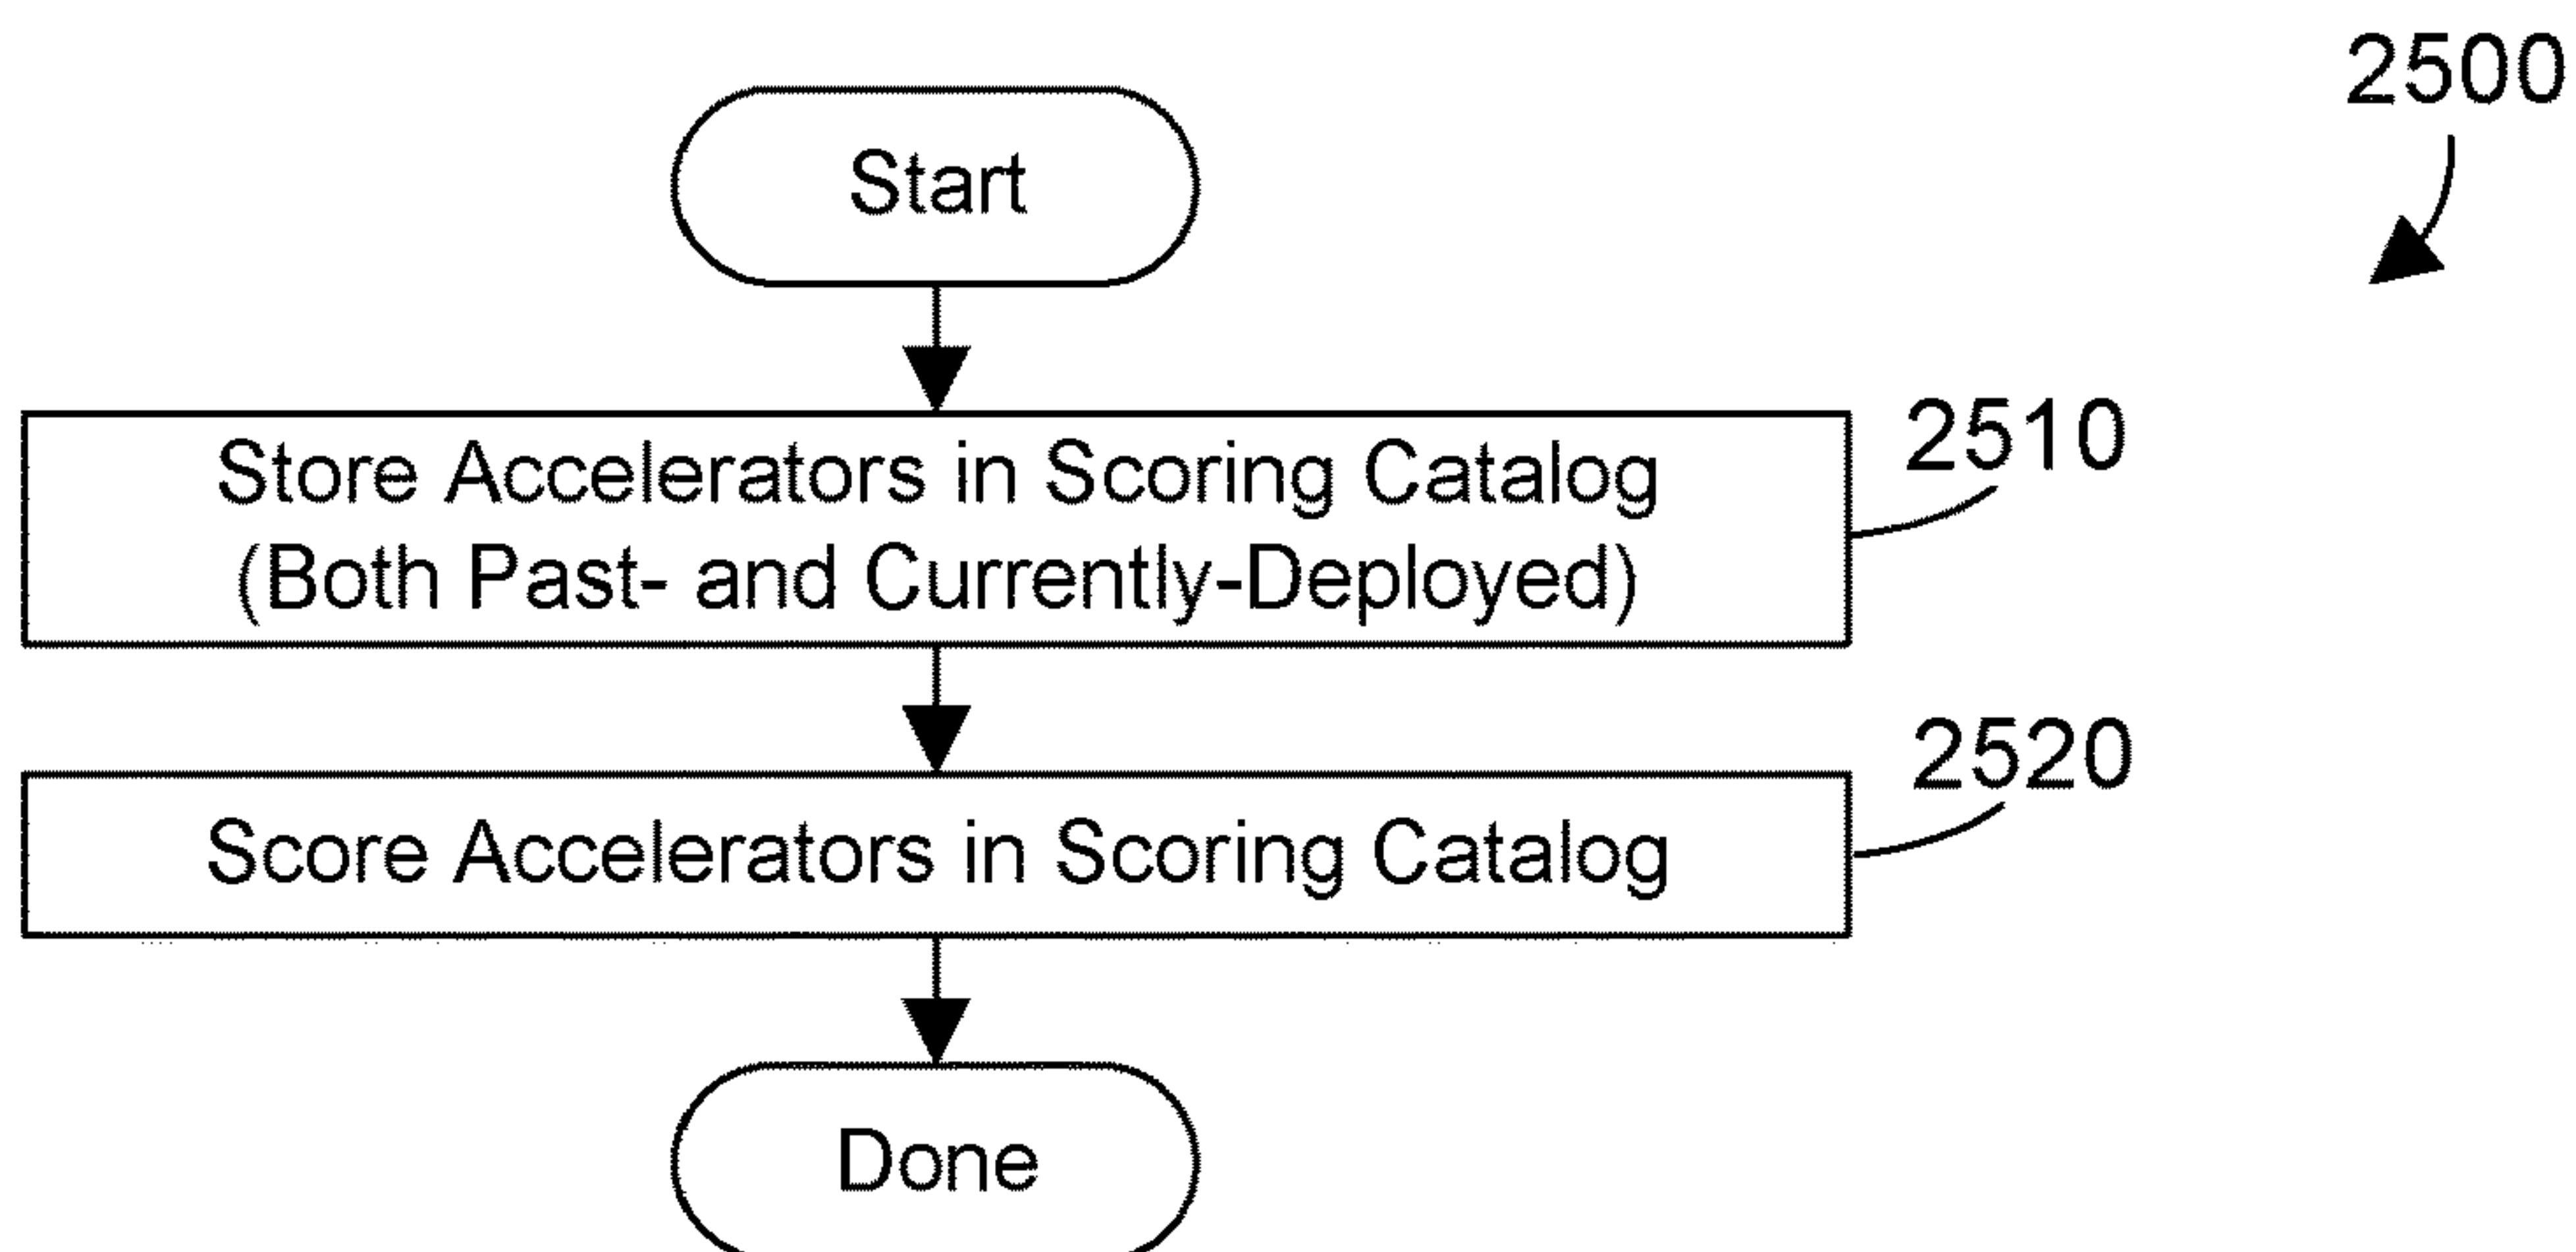 2500
Start
2510
Store Accelerators in Scoring Catalog
(Both Past- and Currently-Deployed)
2520
Score Accelerators in Scoring Catalog
Done